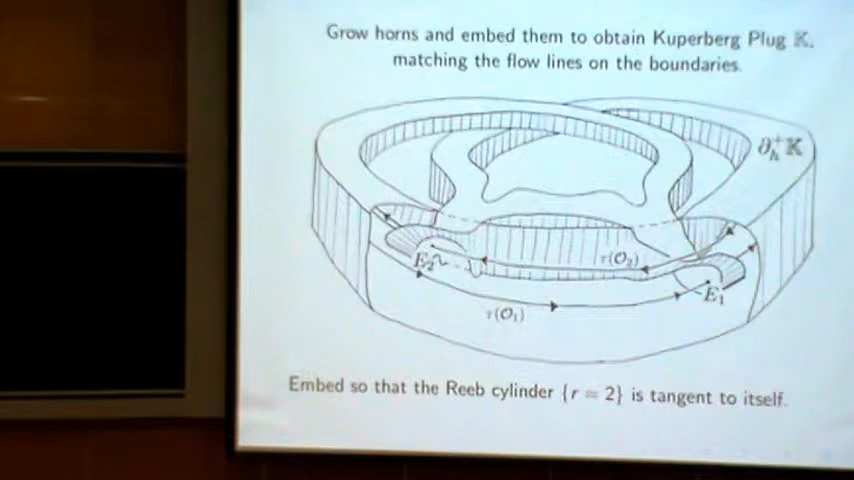 Grow horns and embed them to obtain Kuperberg Plug 𝕂,
matching the flow lines on the boundaries.
∂ₕ⁺𝕂
E₂
τ(O₂)
E₁
τ(O₁)
Embed so that the Reeb cylinder {r = 2} is tangent to itself.